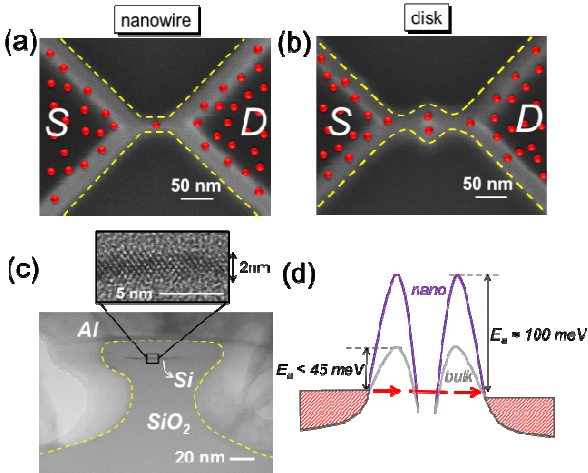 nanowire
disk
(a)
(b)
S
D
S
D
50 nm
50 nm
(c)
2nm
5 nm
(d)
nano
Al
Si
Eₐ < 45 meV
bulk
Eₐ ≈ 100 meV
SiO₂
20 nm